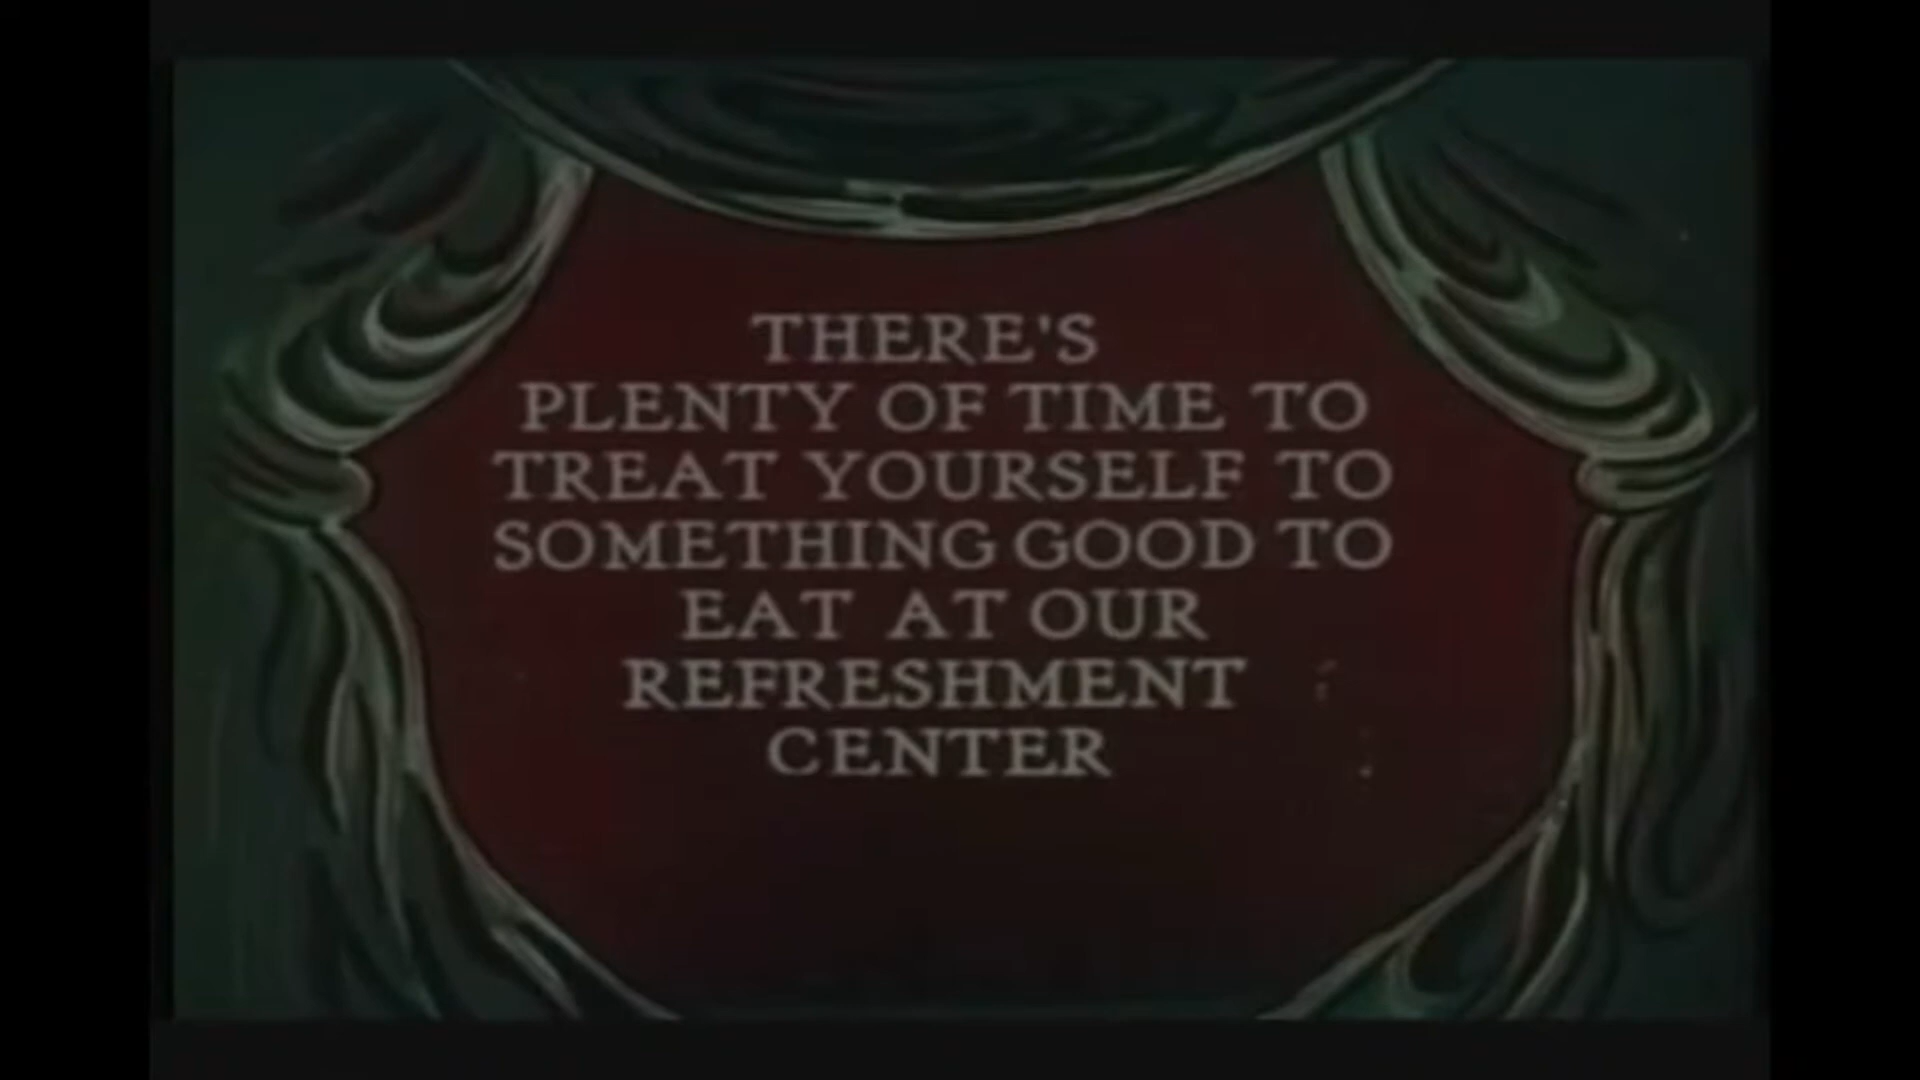 THERE'S
PLENTY OF TIME TO
TREAT YOURSELF TO
SOMETHING GOOD TO
EAT AT OUR
REFRESHMENT
CENTER